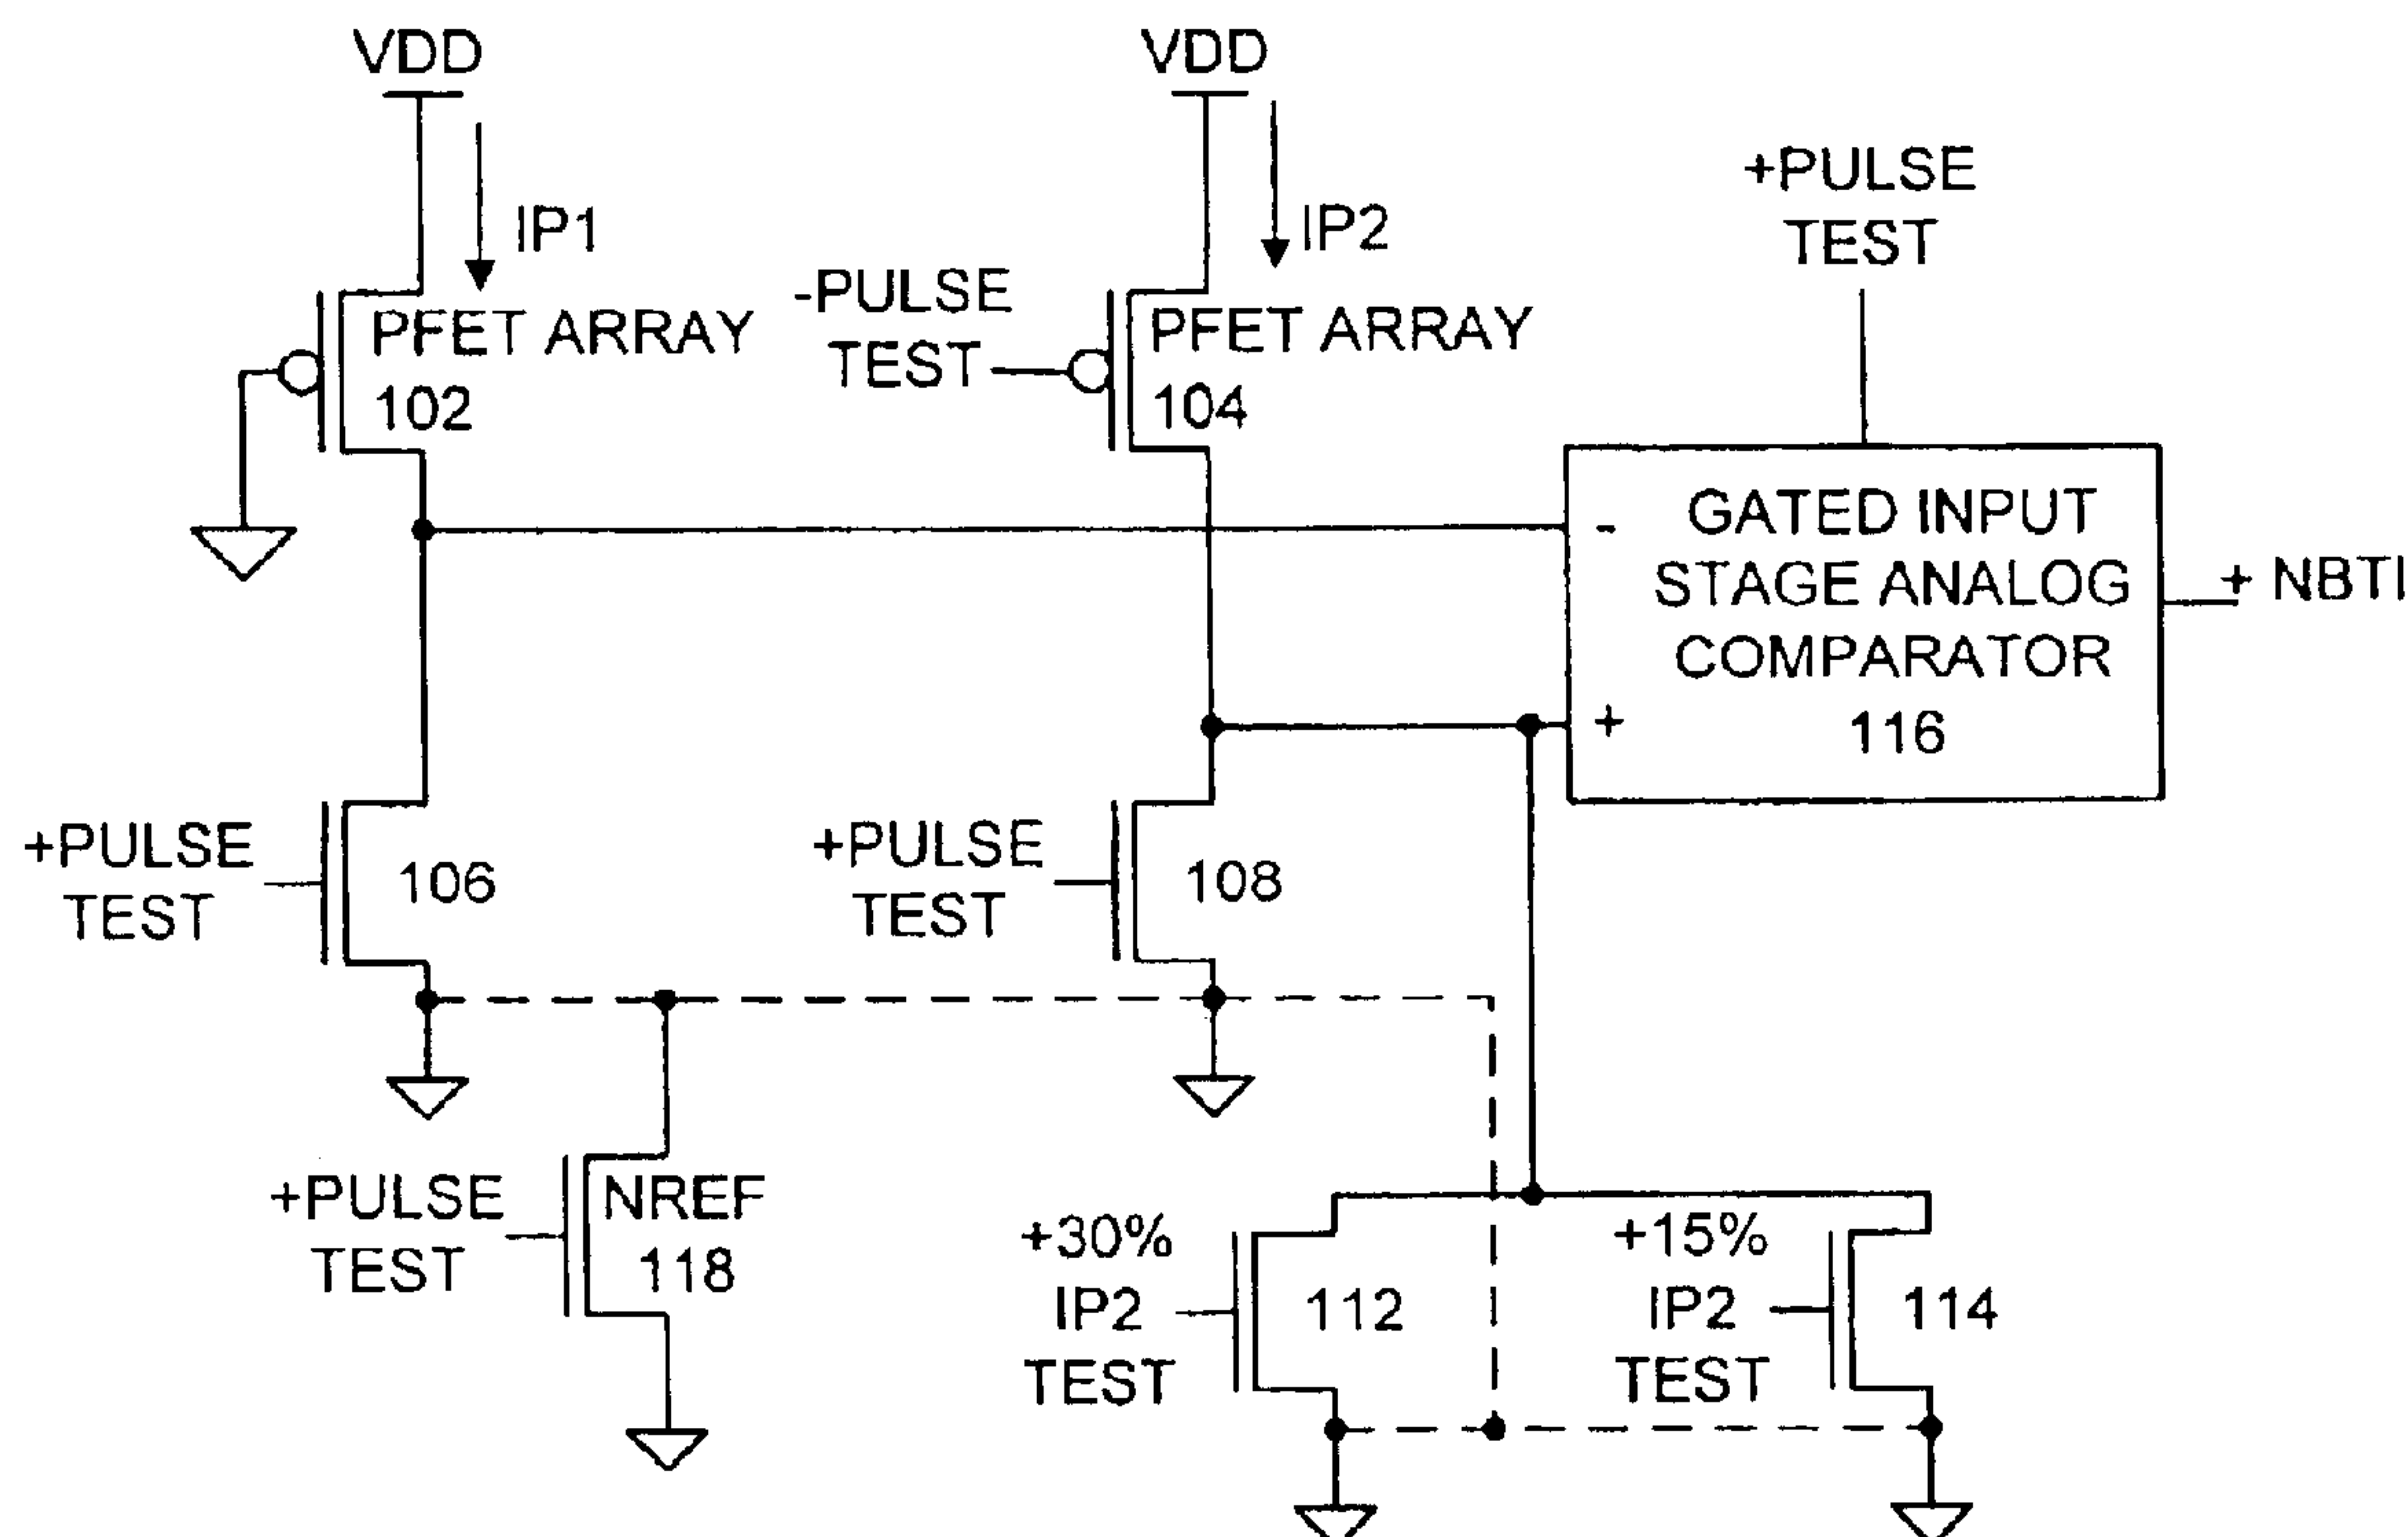 VDD
VDD
IP1
IP2
+PULSE
TEST
-PULSE
TEST
PFET ARRAY
102
PFET ARRAY
104
-
GATED INPUT
STAGE ANALOG
COMPARATOR
116
+
+ NBTI
+PULSE
TEST
106
+PULSE
TEST
108
+PULSE
TEST
NREF
118
+30%
IP2
TEST
112
+15%
IP2
TEST
114